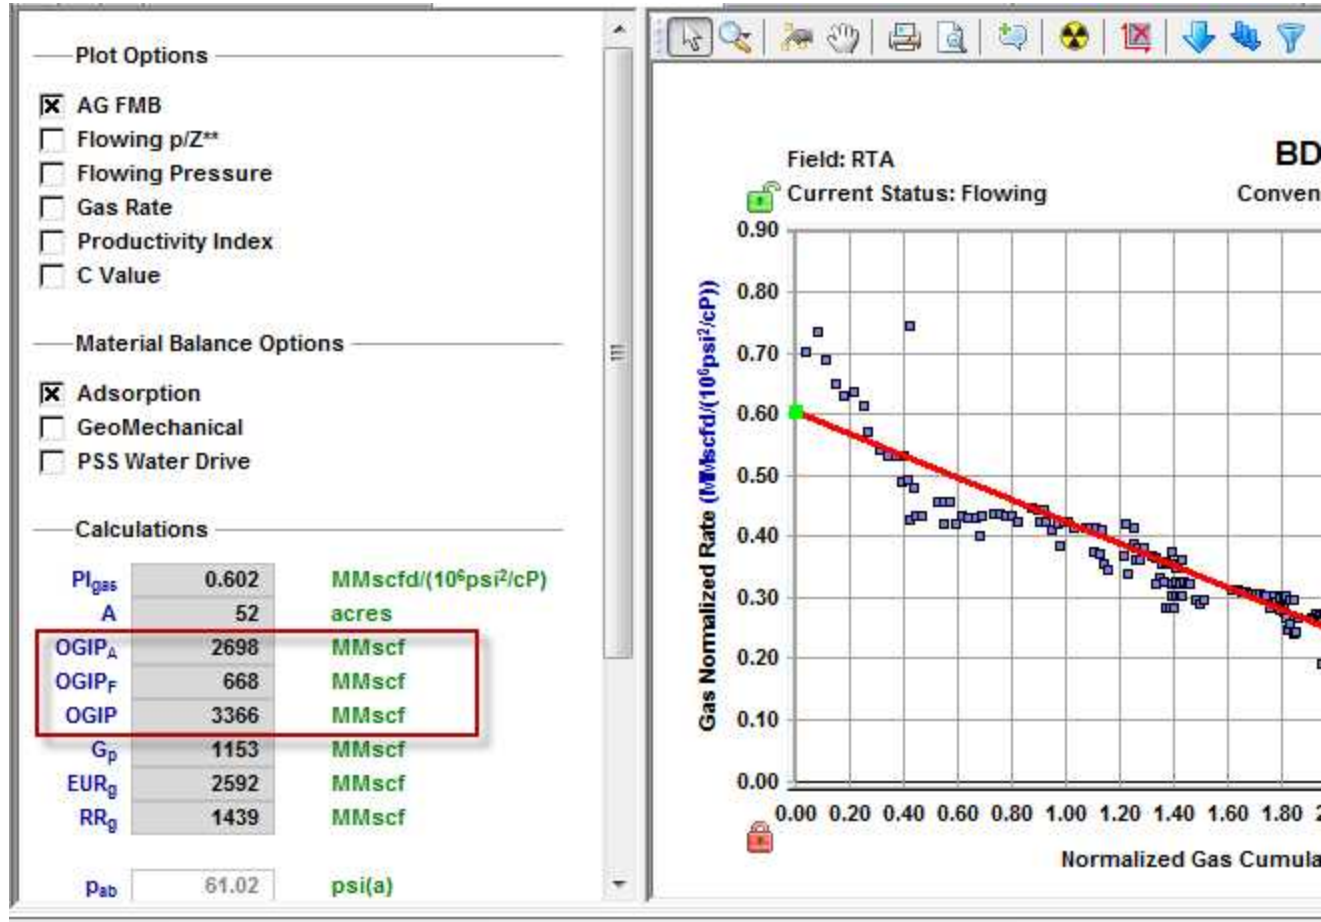 Plot Options
AG FMB
Flowing p/Z**
Flowing Pressure
Gas Rate
Productivity Index
C Value
Material Balance Options
Adsorption
GeoMechanical
PSS Water Drive
Calculations
PIgas 0.602 MMscfd/(10⁶psi²/cP)
A 52 acres
OGIPA 2698 MMscf
OGIPF 668 MMscf
OGIP 3366 MMscf
Gp 1153 MMscf
EURg 2592 MMscf
RRg 1439 MMscf
pab 61.02 psi(a)
BD
Field: RTA
Current Status: Flowing Conven
0.90
0.80
0.70
0.60
0.50
0.40
0.30
0.20
0.10
0.00
Gas Normalized Rate (MMscfd/(10⁶psi²/cP))
0.00 0.20 0.40 0.60 0.80 1.00 1.20 1.40 1.60 1.80 2
Normalized Gas Cumula